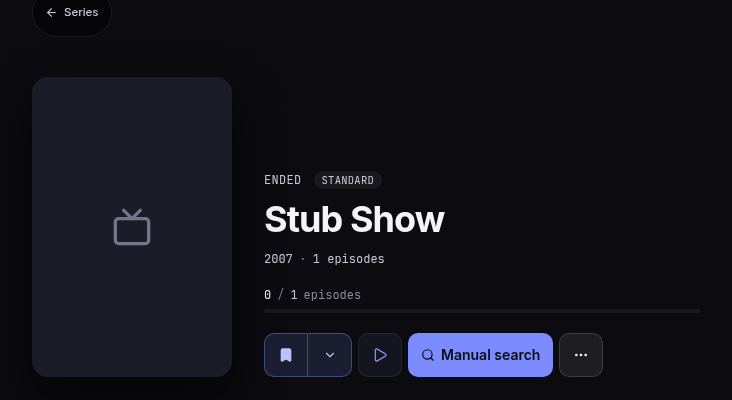 Series
ENDED STANDARD
Stub Show
2007 · 1 episodes
0 / 1 episodes
Manual search